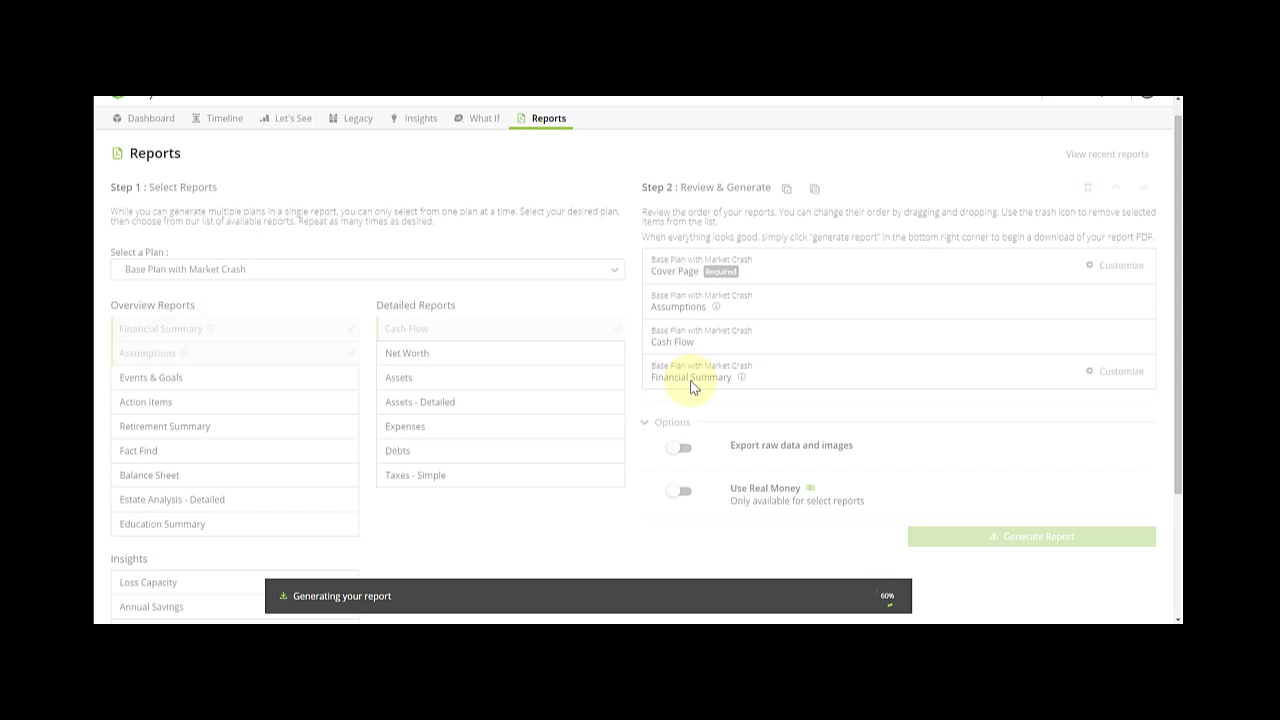 Dashboard
Timeline
Let's See
Legacy
Insights
What If
Reports
Reports
View recent reports
Step 1 : Select Reports
While you can generate multiple plans in a single report, you can only select from one plan at a time. Select your desired plan,
then choose from our list of available reports. Repeat as many times as desired.
Select a Plan :
Base Plan with Market Crash
Overview Reports
Financial Summary
Assumptions
Events & Goals
Action Items
Retirement Summary
Fact Find
Balance Sheet
Estate Analysis - Detailed
Education Summary
Insights
Loss Capacity
Annual Savings
Detailed Reports
Cash Flow
Net Worth
Assets
Assets - Detailed
Expenses
Debts
Taxes - Simple
Step 2 : Review & Generate
Review the order of your reports. You can change their order by dragging and dropping. Use the trash icon to remove selected
items from the list.
When everything looks good, simply click "generate report" in the bottom right corner to begin a download of your report PDF.
Base Plan with Market Crash
Cover Page Required
Customize
Base Plan with Market Crash
Assumptions
Base Plan with Market Crash
Cash Flow
Base Plan with Market Crash
Financial Summary
Customize
Options
Export raw data and images
Use Real Money
Only available for select reports
Generate Report
Generating your report
60%